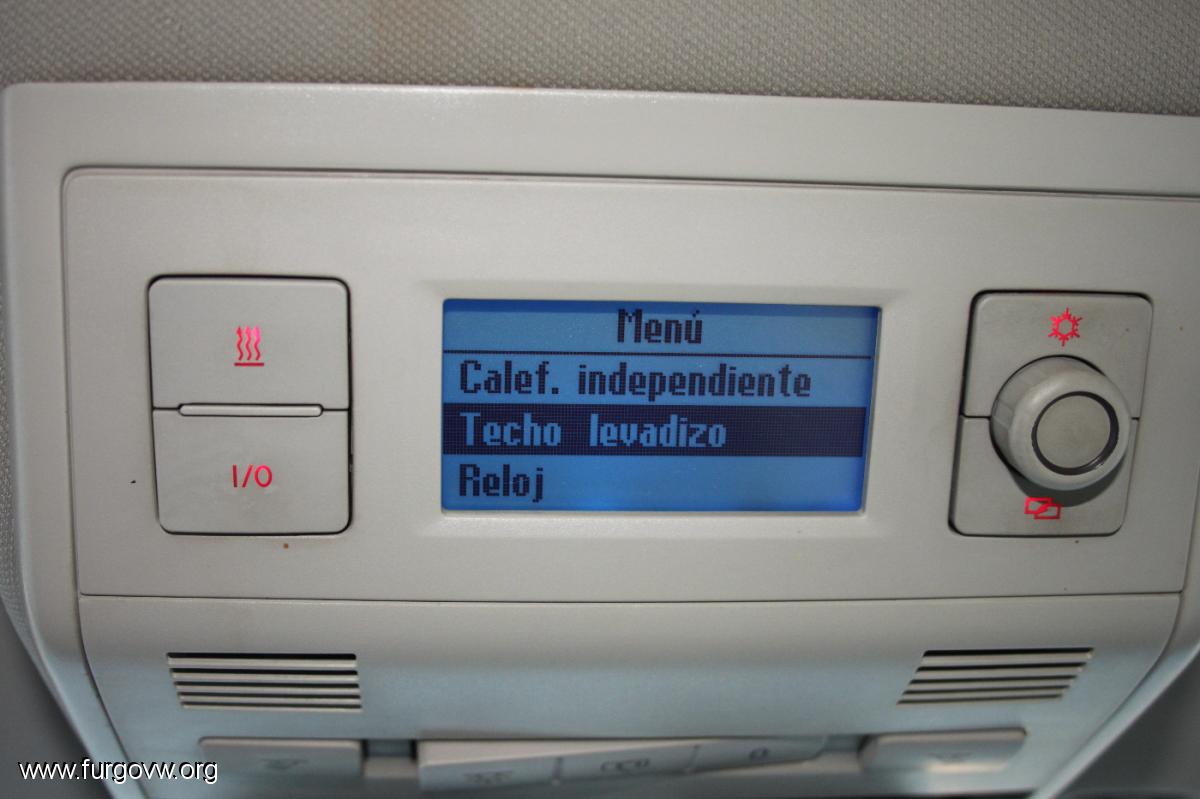 Menú
Calef. independiente
Techo levadizo
I/O
Reloj
www.furgovw.org